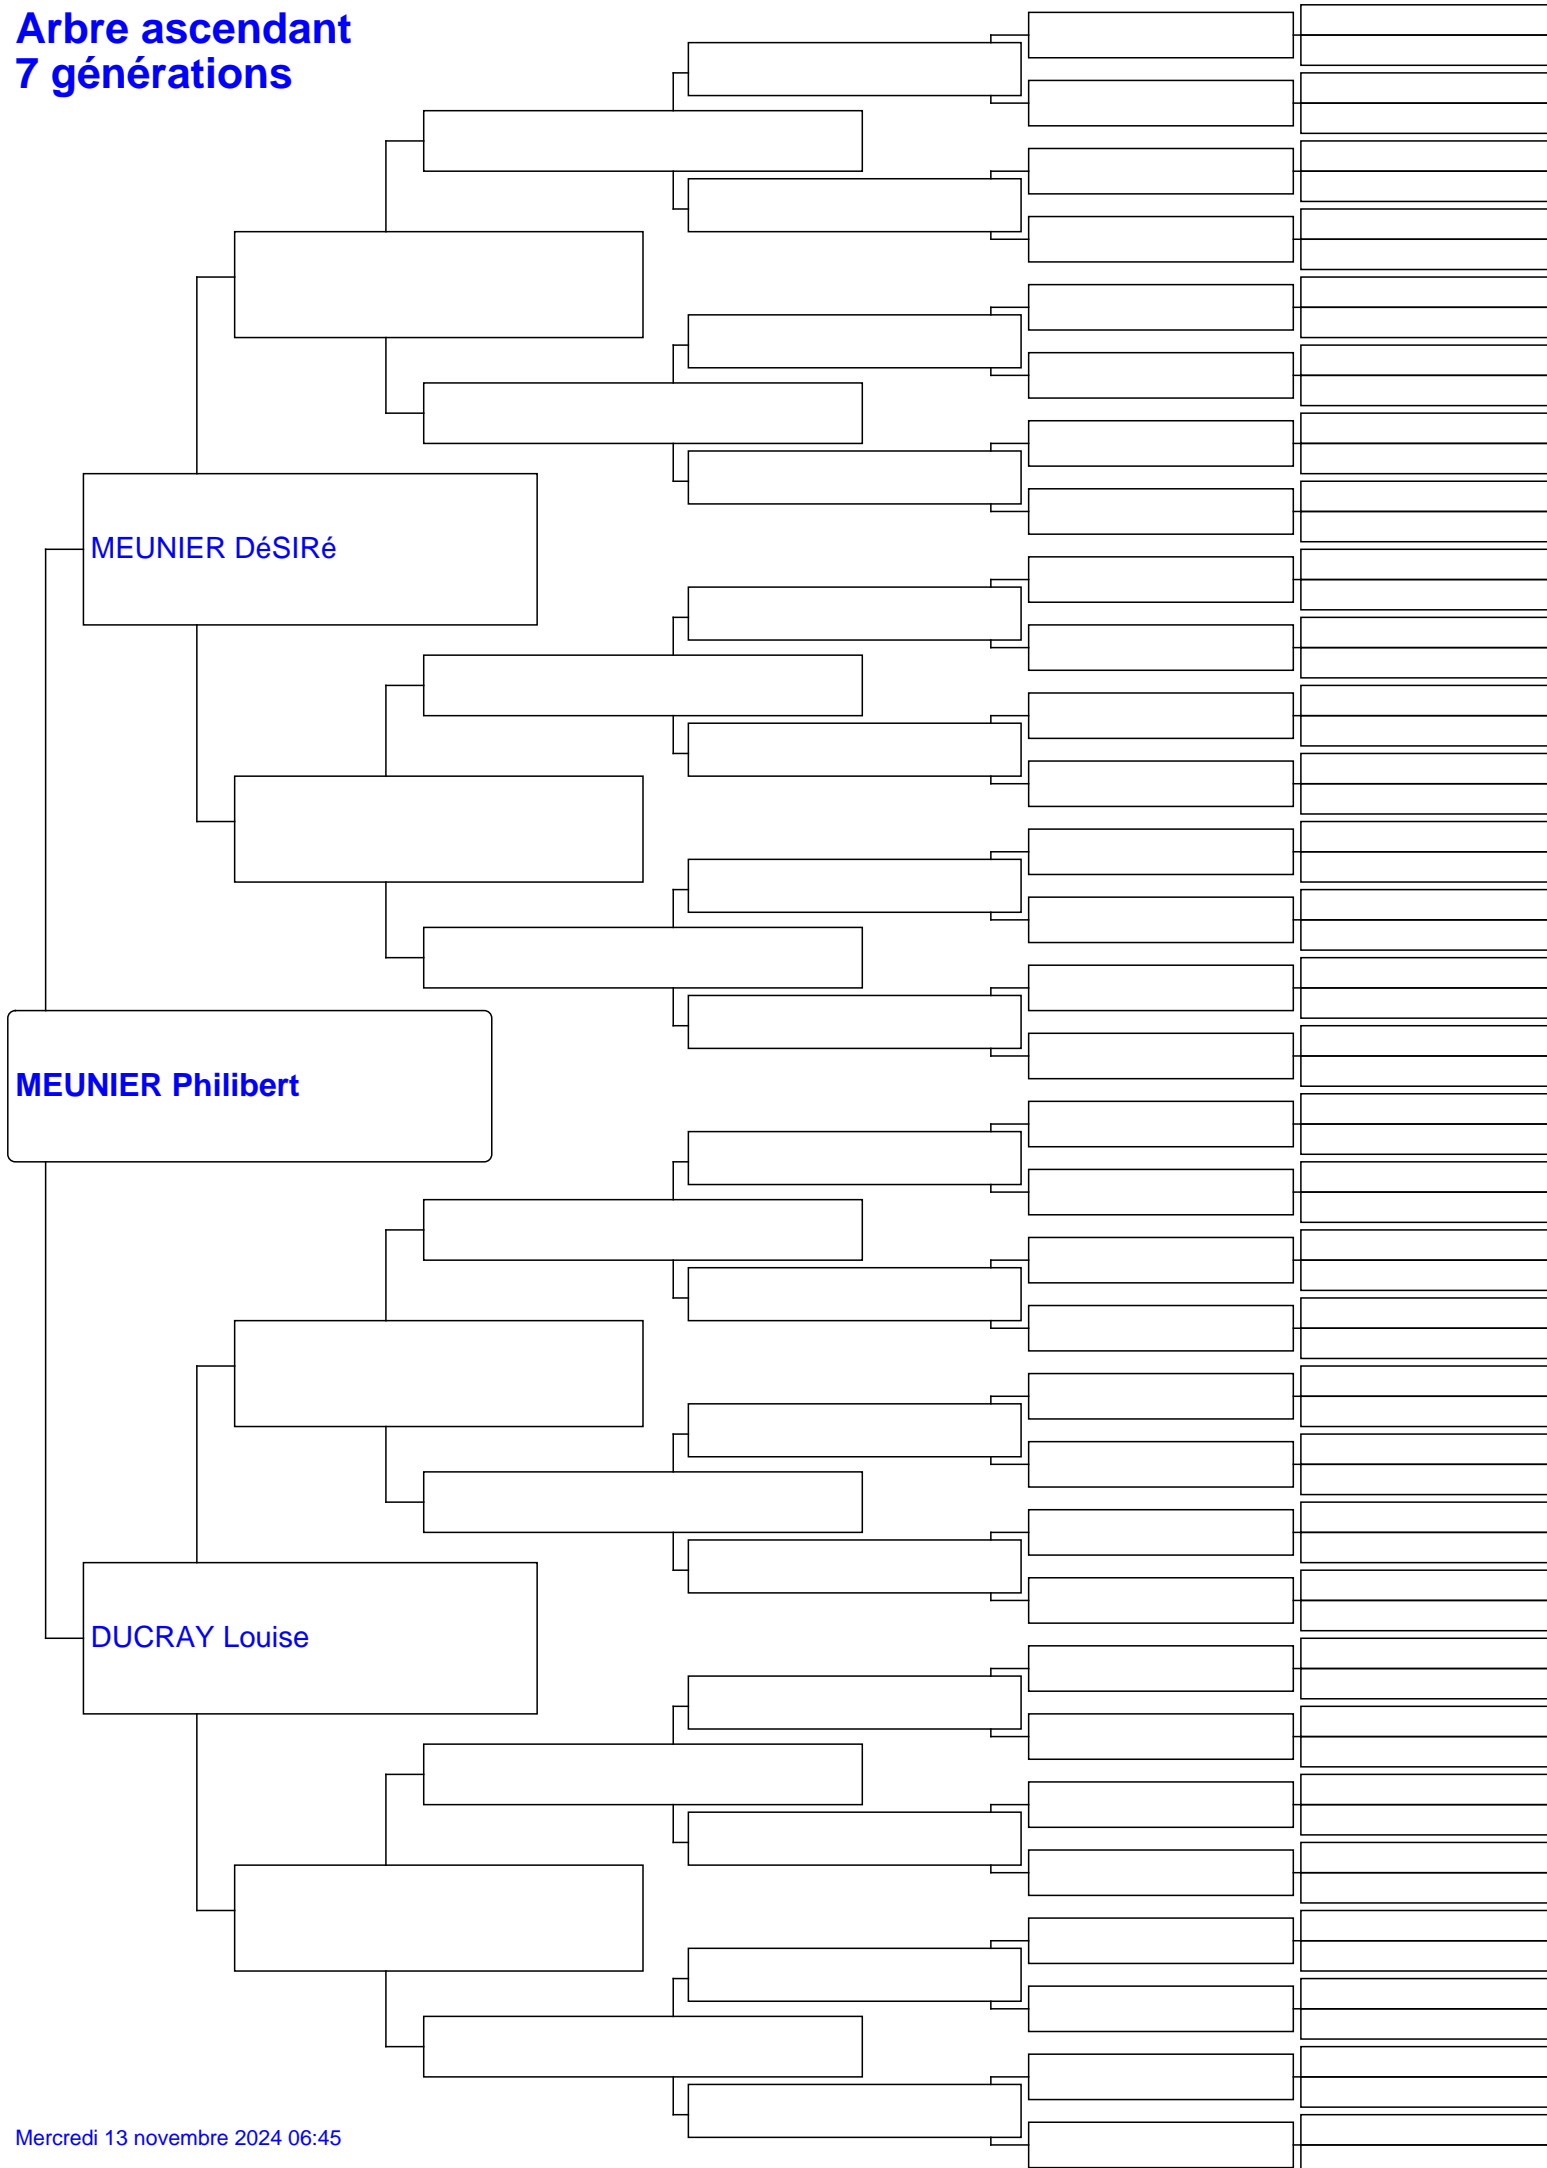 Arbre ascendant
7 générations
MEUNIER DéSIRé
MEUNIER Philibert
DUCRAY Louise
Mercredi 13 novembre 2024 06:45